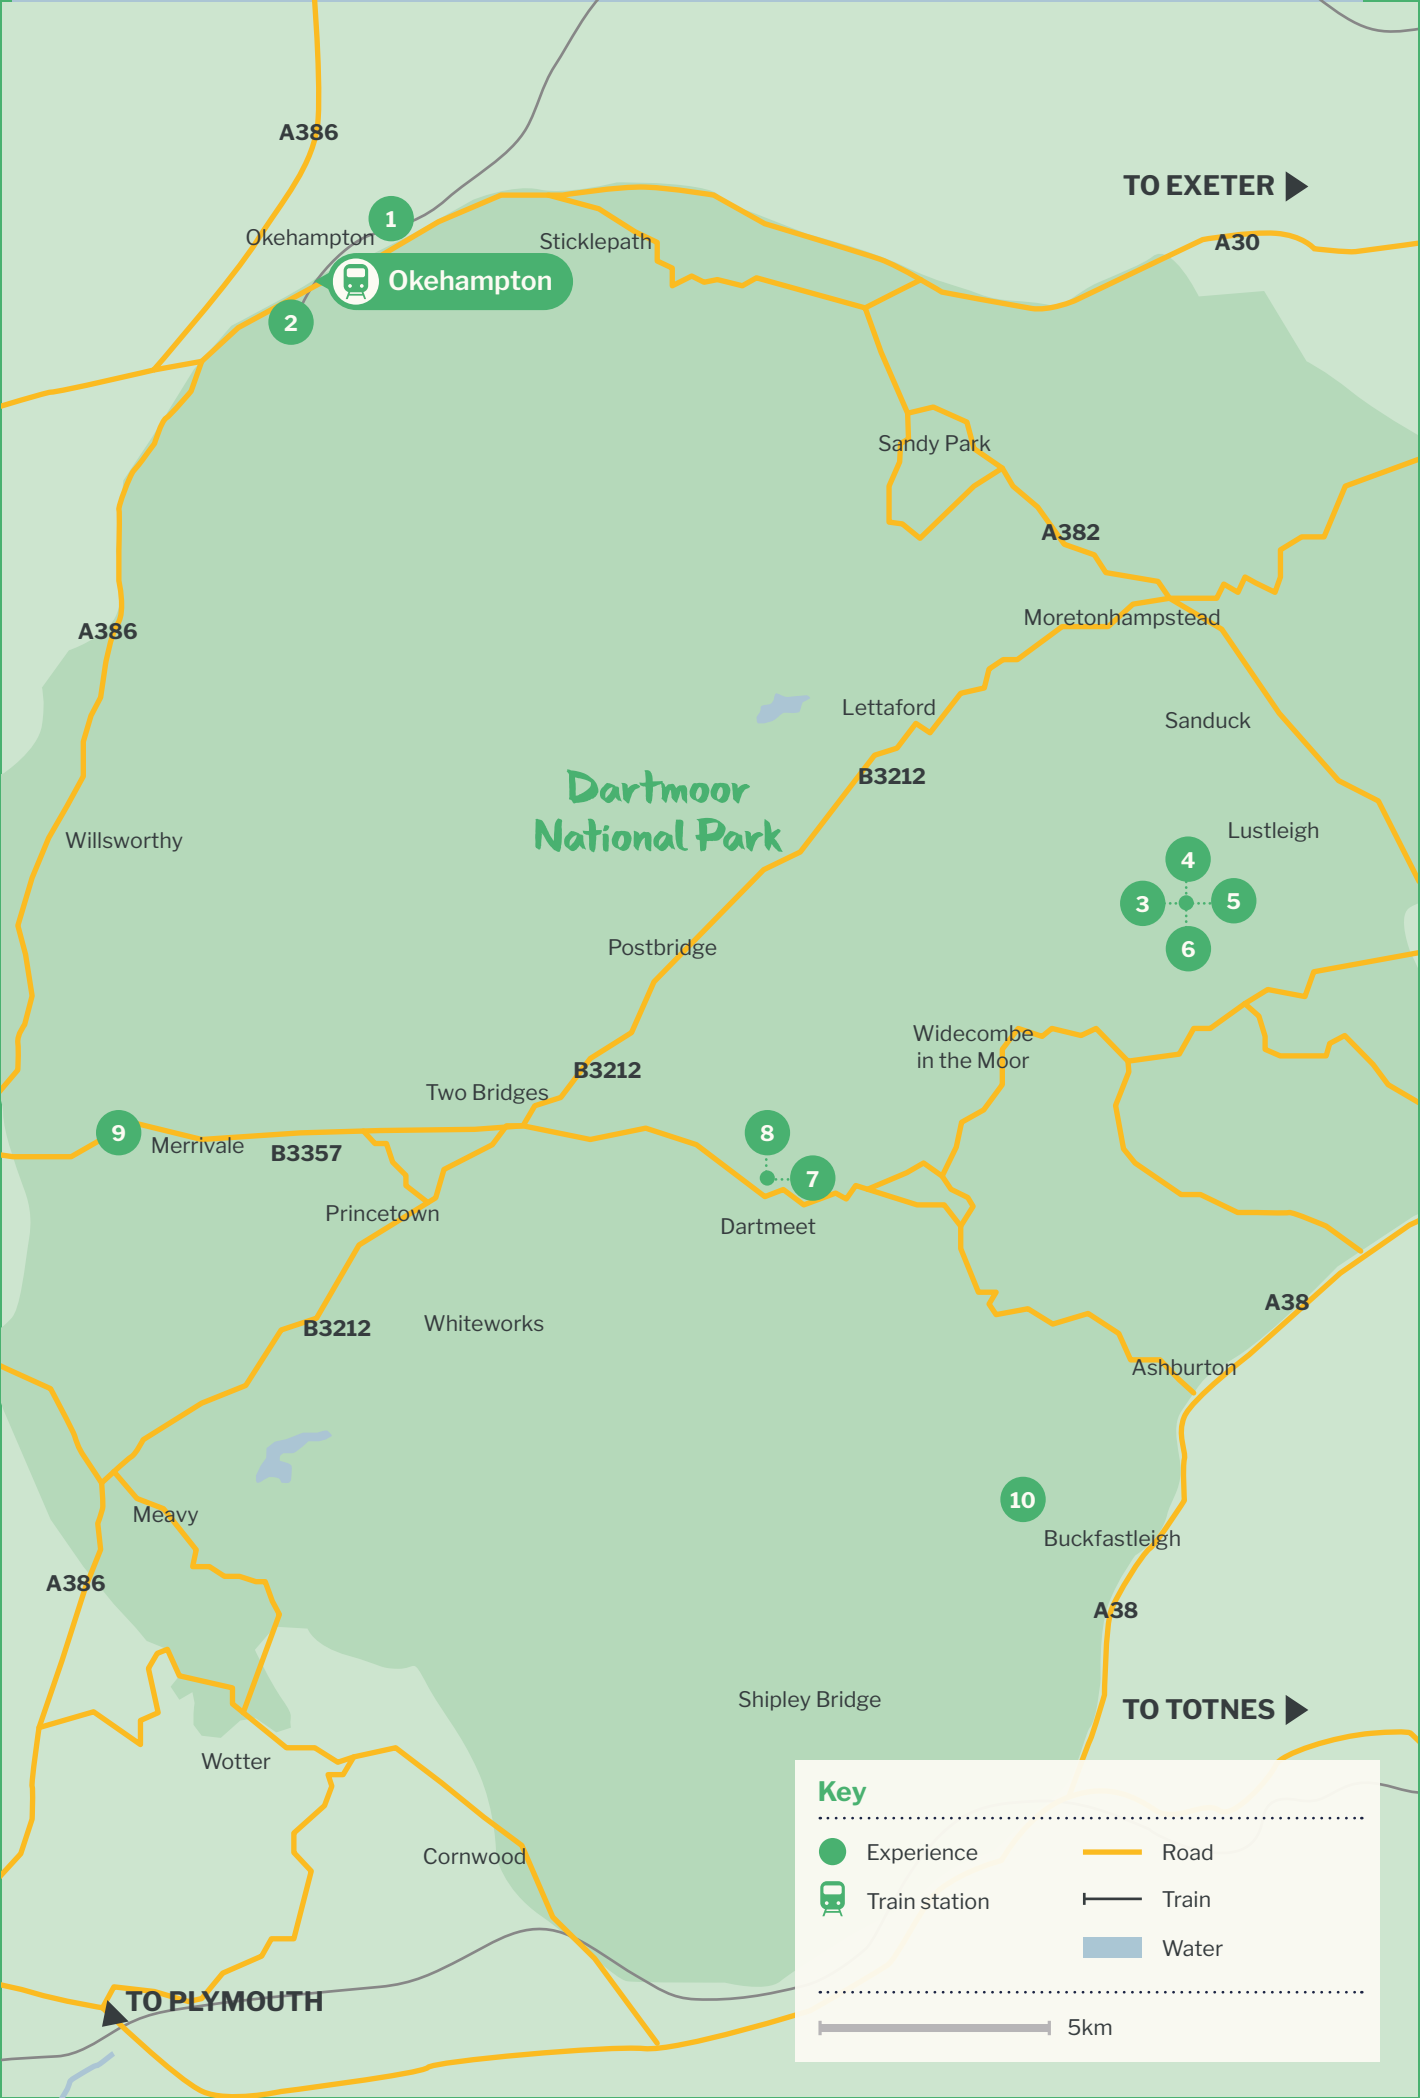 A386
TO EXETER
1
Okehampton
Sticklepath
A30
Okehampton
2
Sandy Park
A382
Moretonhampstead
A386
Lettaford
Sanduck
B3212
Dartmoor
National Park
Willsworthy
Lustleigh
4
3
5
6
Postbridge
Widecombe
in the Moor
B3212
Two Bridges
9
Merrivale
B3357
8
7
Princetown
Dartmeet
A38
B3212
Whiteworks
Ashburton
10
Meavy
Buckfastleigh
A386
A38
Shipley Bridge
TO TOTNES
Wotter
Cornwood
TO PLYMOUTH
Key
Experience
Road
Train station
Train
Water
5km